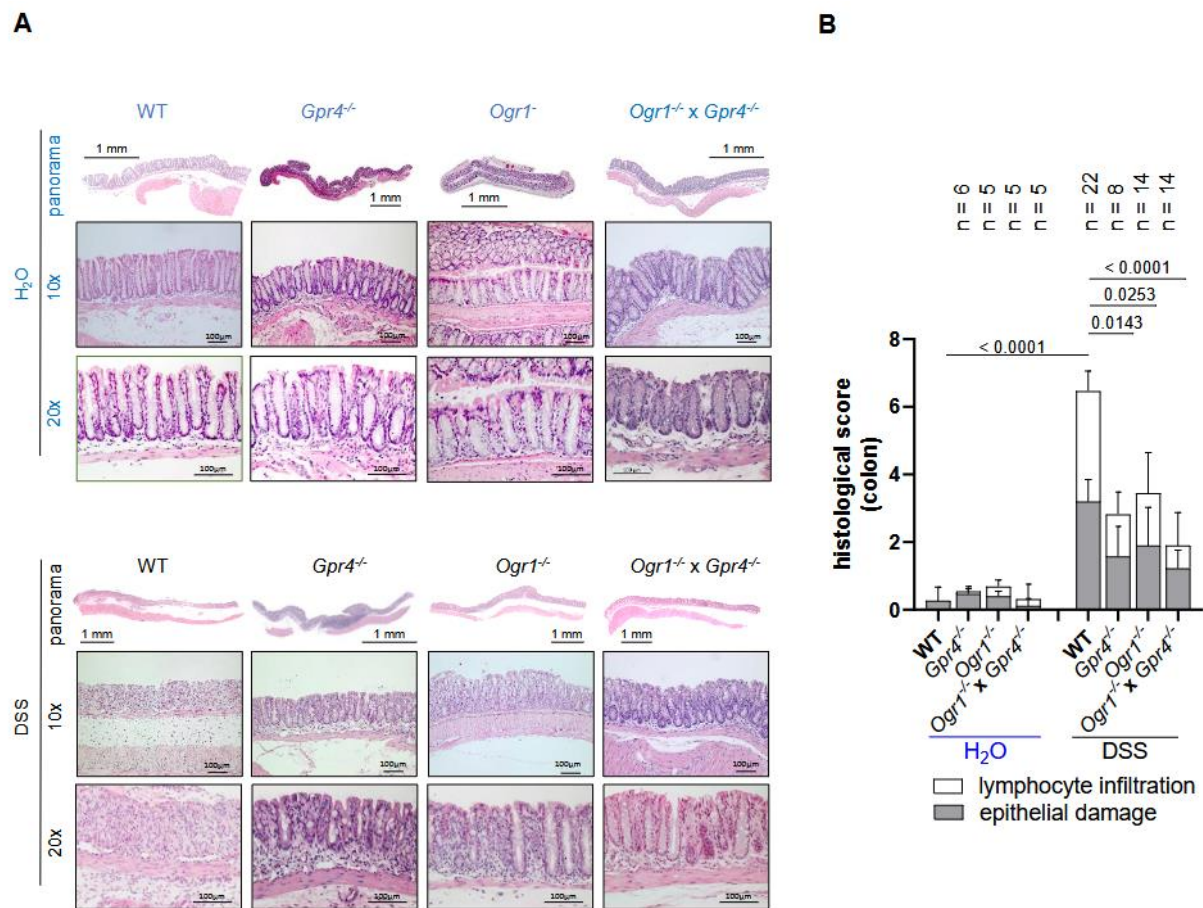 A
WT Gpr4-/- Ogr1- Ogr1-/- x Gpr4-/-
H2O
panorama
1 mm 1 mm 1 mm 1 mm
10x
100µm 100µm 100µm 100µm
20x
100µm 100µm 100µm
WT Gpr4-/- Ogr1-/- Ogr1-/- x Gpr4-/-
DSS
panorama
1 mm 1 mm 1 mm 1 mm
10x
100µm 100µm 100µm 100µm
20x
100µm 100µm 100µm 100µm
B
n = 6
n = 5
n = 5
n = 5
n = 22
n = 8
n = 14
n = 14
< 0.0001
0.0253
0.0143
< 0.0001
histological score
(colon)
8
6
4
2
0
WT
Gpr4-/-
Ogr1-/-
Ogr1-/- x Gpr4-/-
WT
Gpr4-/-
Ogr1-/-
Ogr1-/- x Gpr4-/-
H2O DSS
lymphocyte infiltration
epithelial damage